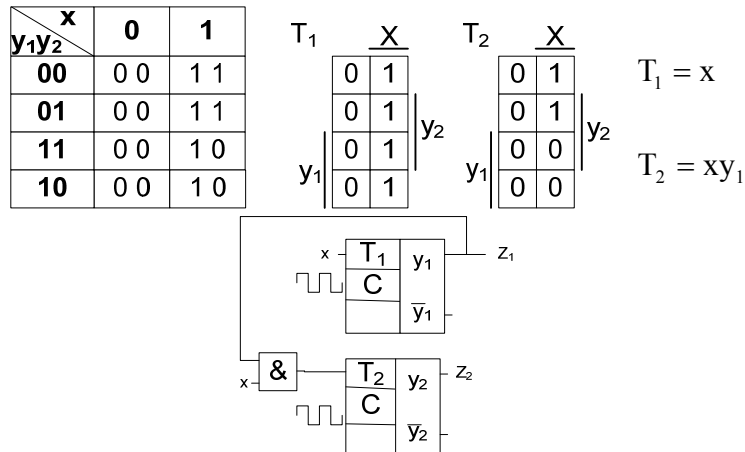 x
y₁y₂ 0 1
00 0 0 1 1
01 0 0 1 1
11 0 0 1 0
10 0 0 1 0
T₁ X
0 1
0 1
0 1
0 1
y₂
y₁
T₂ X
0 1
0 1
0 0
0 0
y₂
y₁
T₁ = x
T₂ = xy₁
x T₁ y₁ Z₁
C
y̅₁
& T₂ y₂ Z₂
x
C
y̅₂